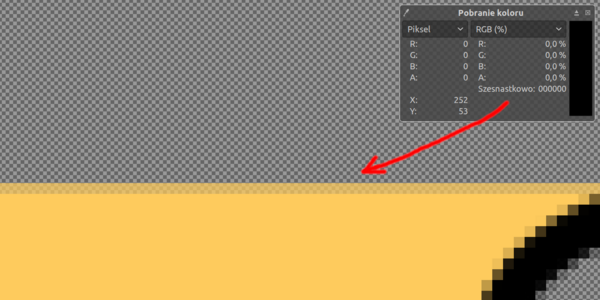 Pobranie koloru
Piksel RGB (%)
R: 0 R: 0,0 %
G: 0 G: 0,0 %
B: 0 B: 0,0 %
A: 0 A: 0,0 %
Szesnastkowo: 000000
X: 252
Y: 53